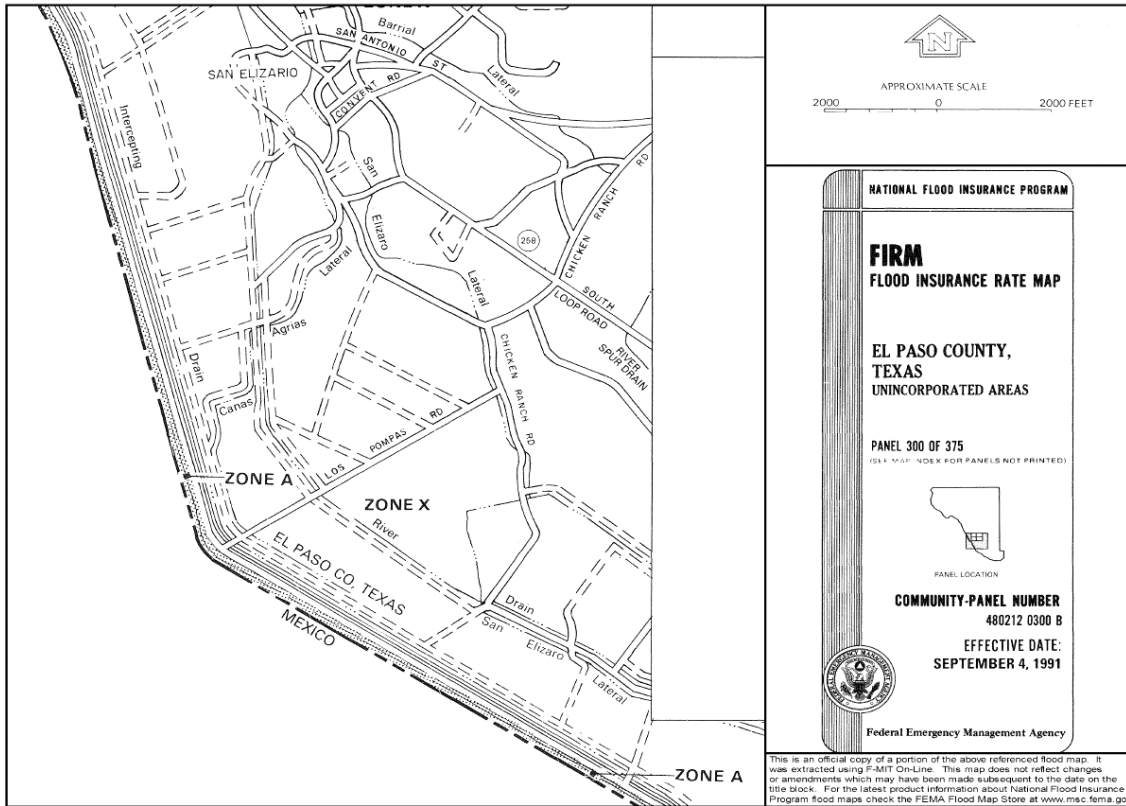 Barrial
SAN ANTONIO ST
SAN ELIZARIO
CONVENT RD
Lateral
Intercepting
San
Elizaro
Lateral
258
CHICKEN RANCH RD
Lateral
SOUTH
LOOP ROAD
RIVER
SPUR DRAIN
Agrias
Drain
Canas
CHICKEN RANCH RD
LOS POMPAS RD
ZONE A
ZONE X
River
EL PASO CO, TEXAS
MEXICO
Drain
San
Elizaro
Lateral
ZONE A
N
APPROXIMATE SCALE
2000 0 2000 FEET
NATIONAL FLOOD INSURANCE PROGRAM
FIRM
FLOOD INSURANCE RATE MAP
EL PASO COUNTY,
TEXAS
UNINCORPORATED AREAS
PANEL 300 OF 375
(SEE MAP INDEX FOR PANELS NOT PRINTED)
PANEL LOCATION
COMMUNITY-PANEL NUMBER
480212 0300 B
EFFECTIVE DATE:
SEPTEMBER 4, 1991
Federal Emergency Management Agency
This is an official copy of a portion of the above referenced flood map. It
was extracted using F-MIT On-Line. This map does not reflect changes
or amendments which may have been made subsequent to the date on the
title block. For the latest product information about National Flood Insurance
Program flood maps check the FEMA Flood Map Store at www.msc.fema.go